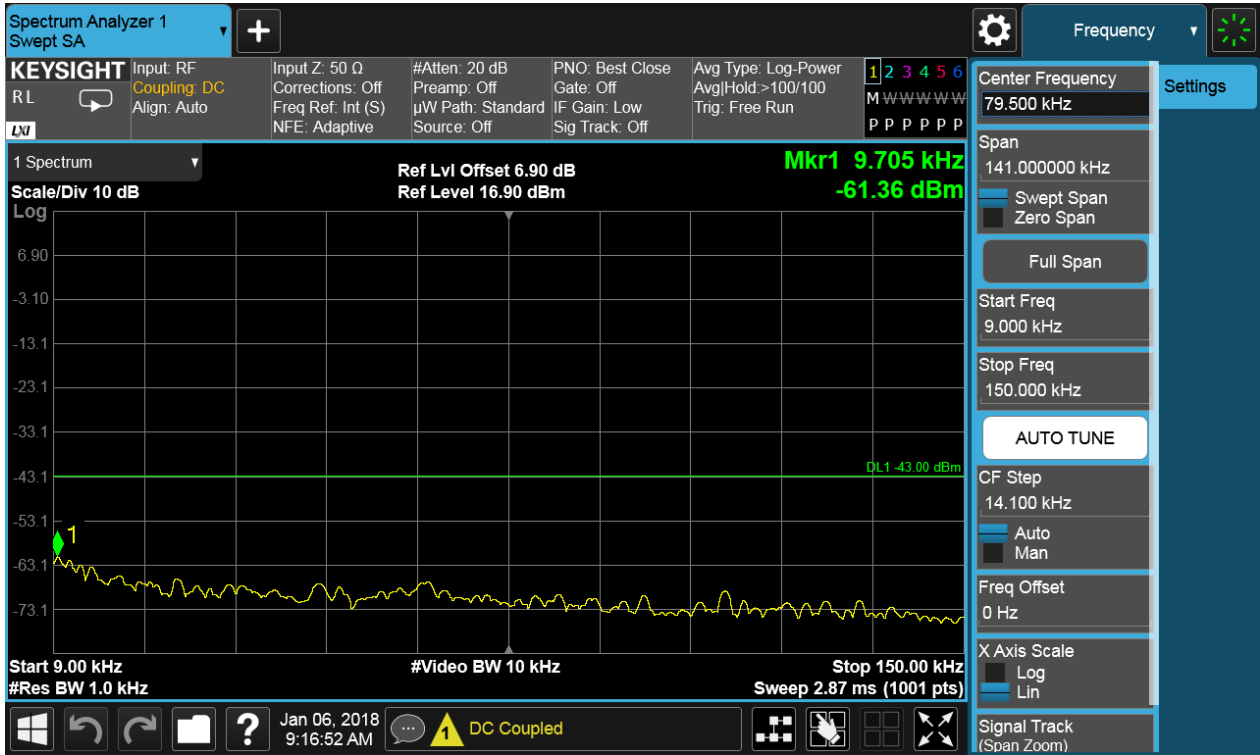 Spectrum Analyzer 1
Swept SA
+
Frequency
KEYSIGHT
RL
LXI
Input: RF
Coupling: DC
Align: Auto
Input Z: 50 Ω
Corrections: Off
Freq Ref: Int (S)
NFE: Adaptive
#Atten: 20 dB
Preamp: Off
µW Path: Standard
Source: Off
PNO: Best Close
Gate: Off
IF Gain: Low
Sig Track: Off
Avg Type: Log-Power
Avg|Hold:>100/100
Trig: Free Run
1 2 3 4 5 6
M W W W W W
P P P P P P
1 Spectrum
Scale/Div 10 dB
Log
Ref Lvl Offset 6.90 dB
Ref Level 16.90 dBm
Mkr1 9.705 kHz
-61.36 dBm
6.90
-3.10
-13.1
-23.1
-33.1
-43.1
-53.1
-63.1
-73.1
DL1 -43.00 dBm
1
Start 9.00 kHz
#Res BW 1.0 kHz
#Video BW 10 kHz
Stop 150.00 kHz
Sweep 2.87 ms (1001 pts)
Center Frequency
79.500 kHz
Span
141.000000 kHz
Swept Span
Zero Span
Full Span
Start Freq
9.000 kHz
Stop Freq
150.000 kHz
AUTO TUNE
CF Step
14.100 kHz
Auto
Man
Freq Offset
0 Hz
X Axis Scale
Log
Lin
Signal Track
(Span Zoom)
Settings
?
Jan 06, 2018
9:16:52 AM
1
DC Coupled